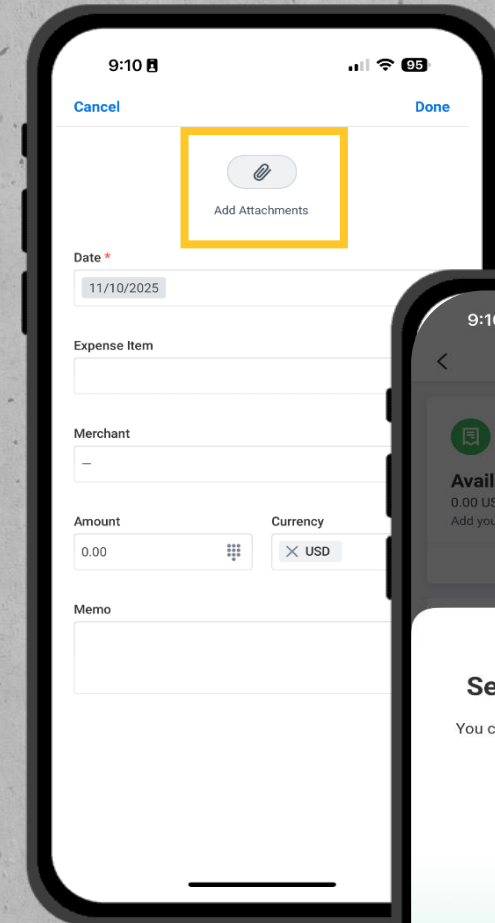 9:10
95
Cancel
Done
Add Attachments
Date *
11/10/2025
Expense Item
Merchant
—
Amount
Currency
0.00
USD
Memo
9:1
Avail
0.00 US
Add you
Se
You c